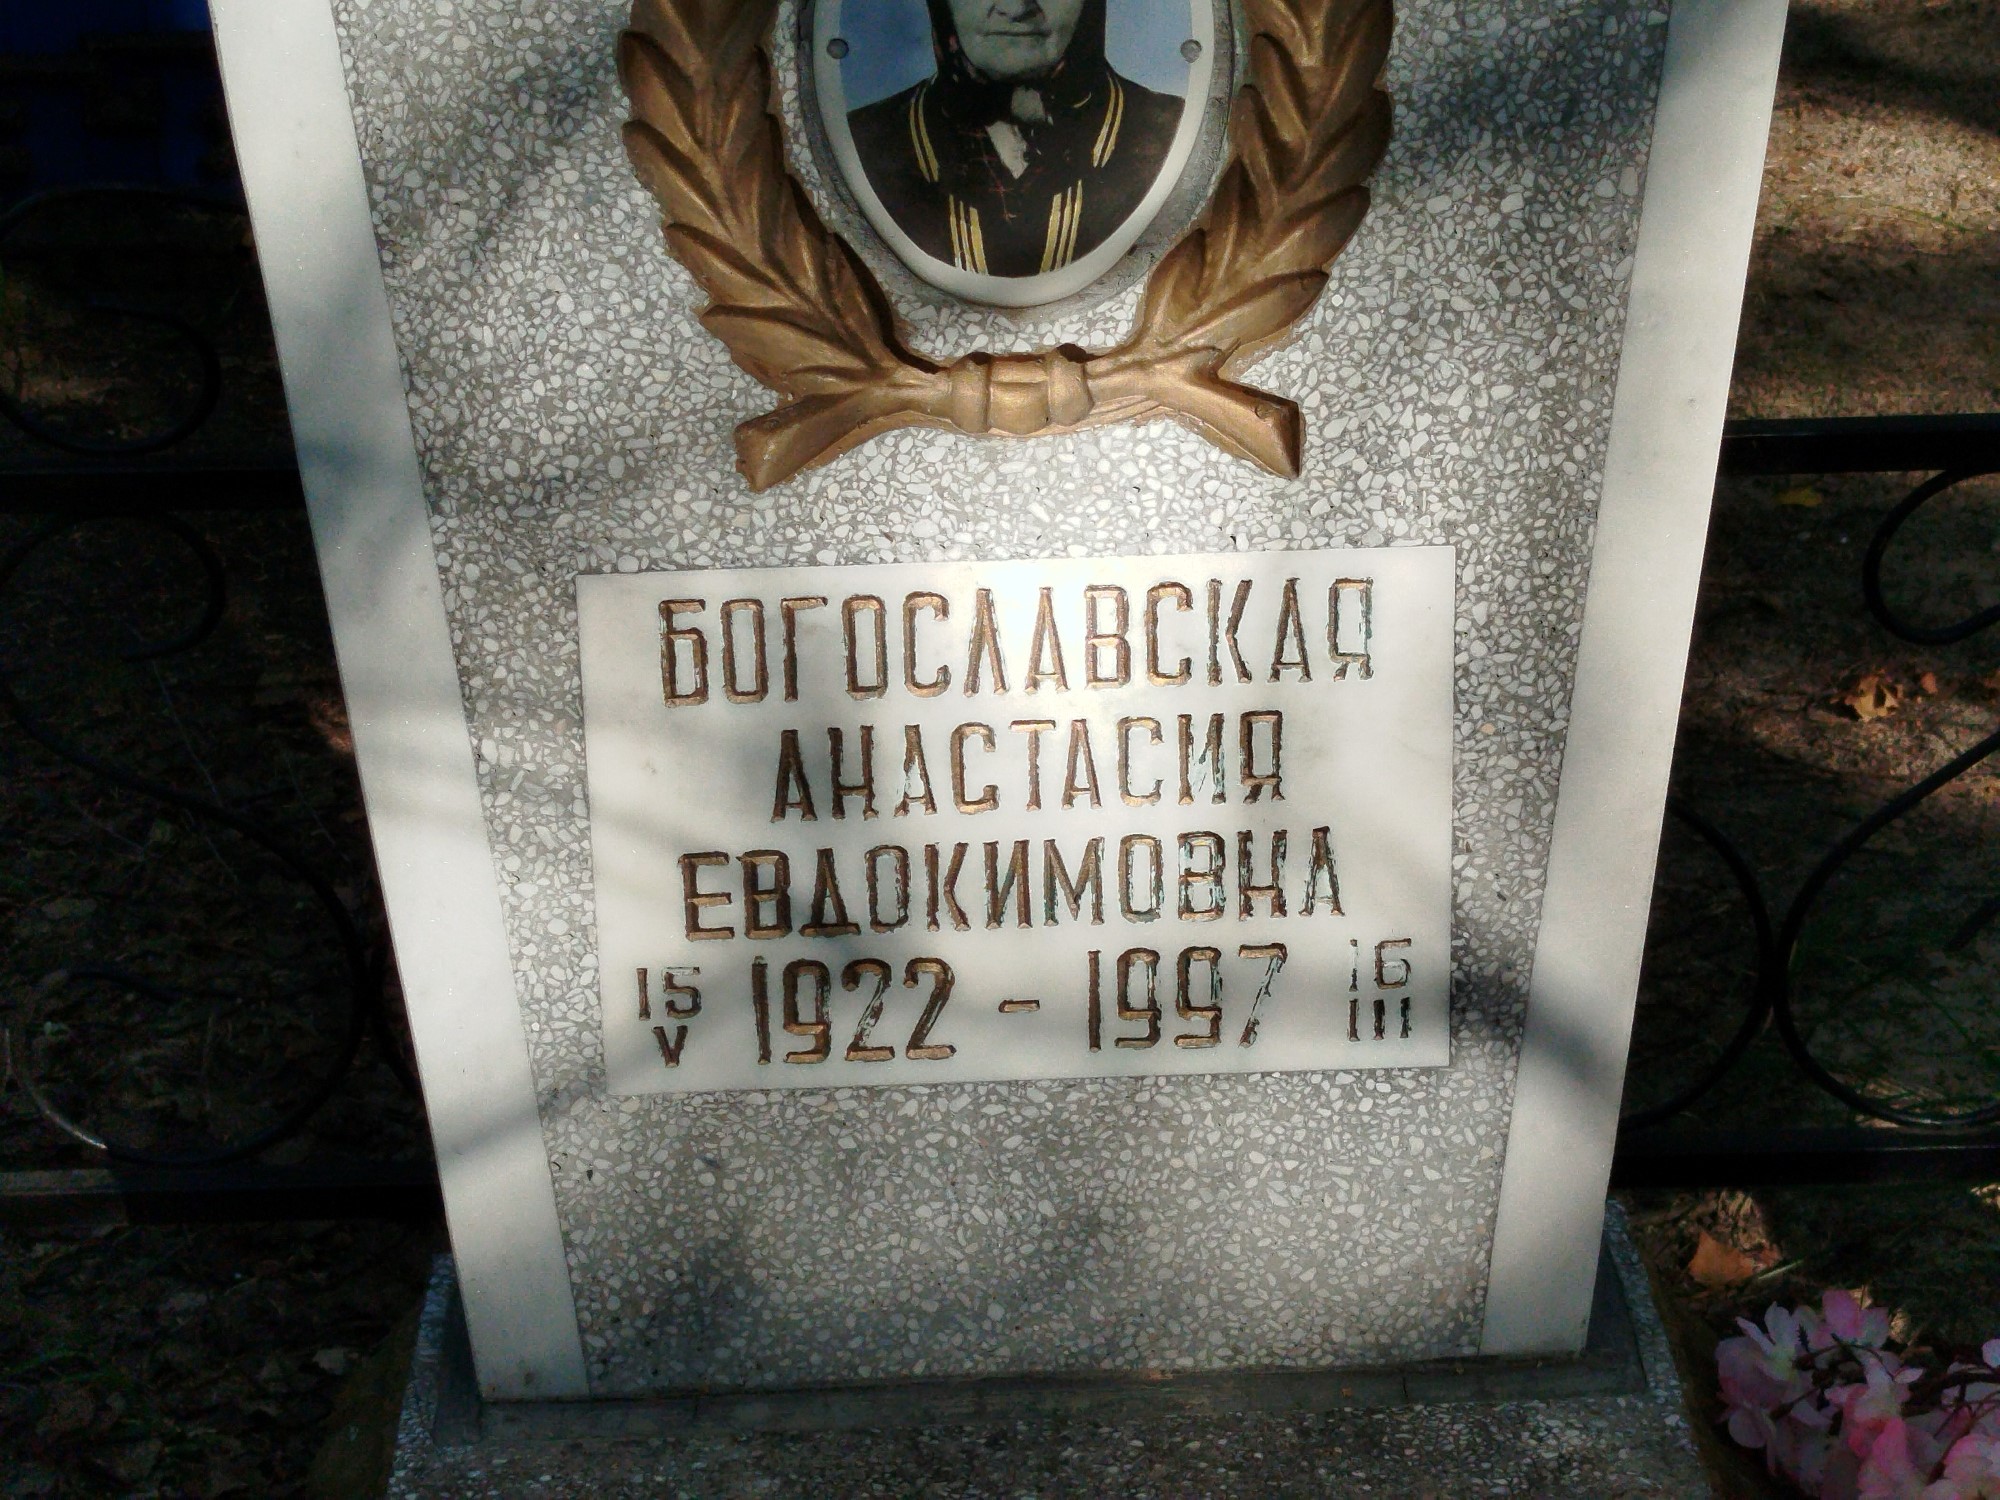 БОГОСЛАВСКАЯ
АНАСТАСИЯ
ЕВДОКИМОВНА
15 V 1922 - 1997 16 III